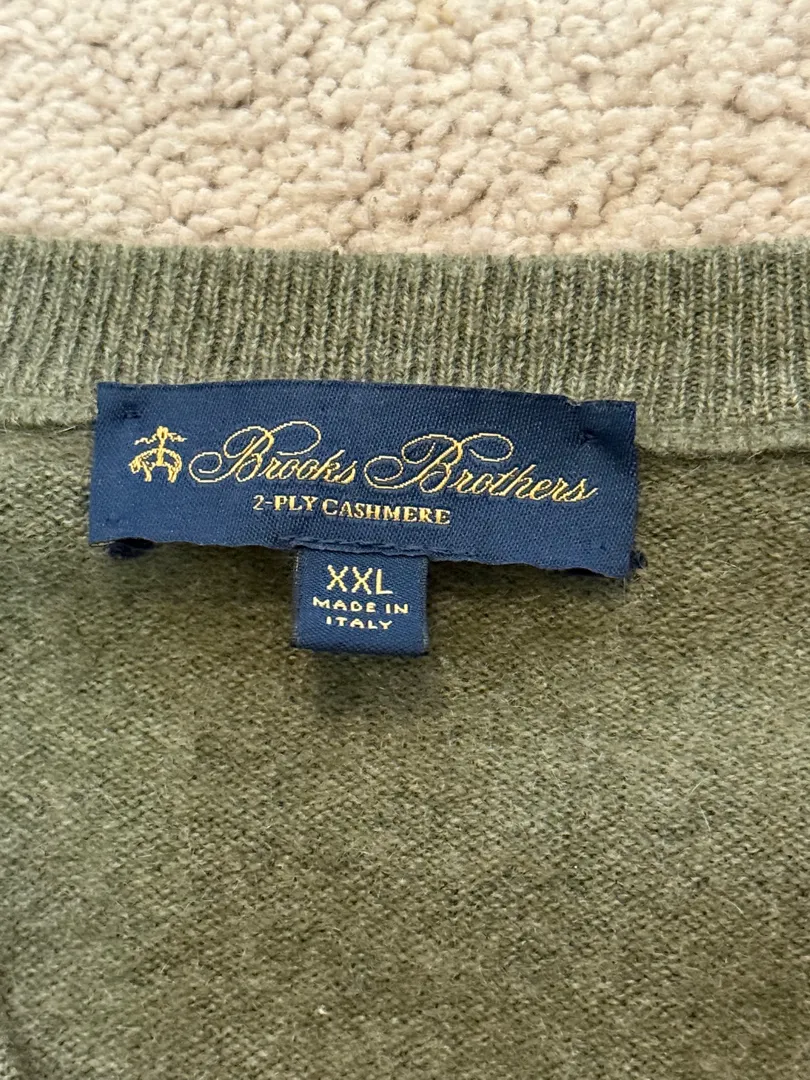 Brooks Brothers
2-PLY CASHMERE
XXL
MADE IN
ITALY